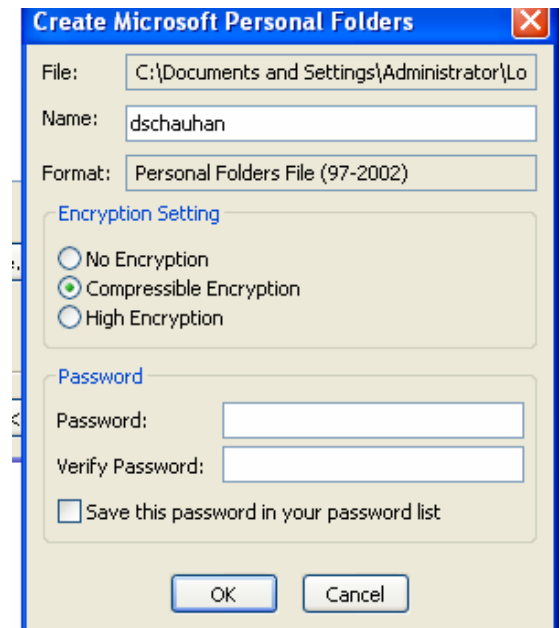 Create Microsoft Personal Folders
File: C:\Documents and Settings\Administrator\Lo
Name: dschauhan
Format: Personal Folders File (97-2002)
Encryption Setting
No Encryption
Compressible Encryption
High Encryption
Password
Password:
Verify Password:
Save this password in your password list
OK Cancel